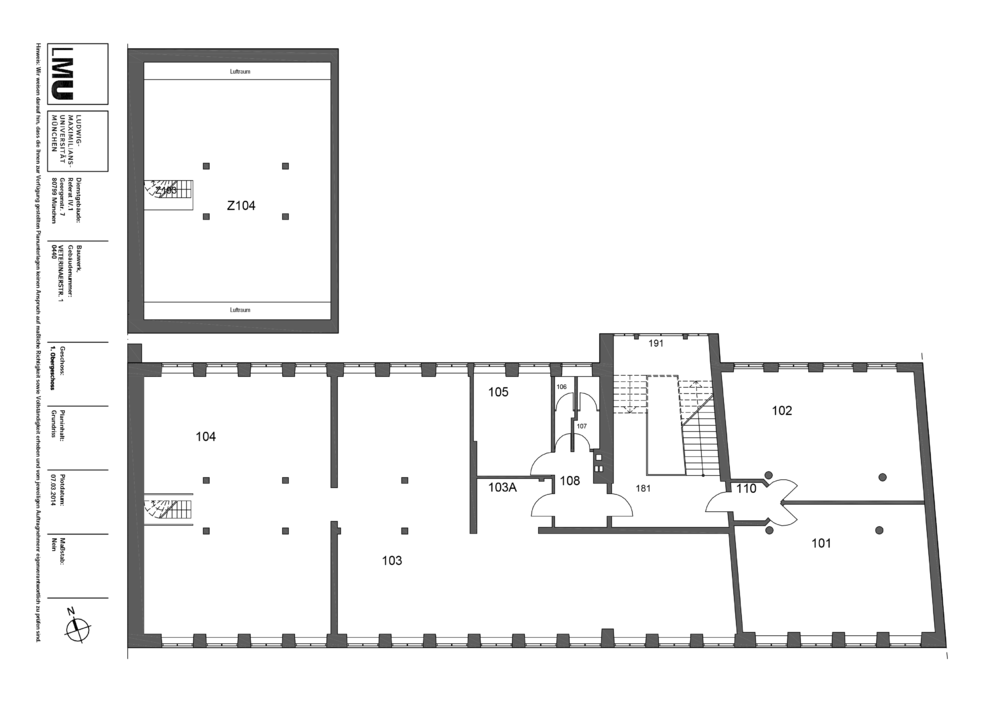 LMU
LUDWIG-
MAXIMILIANS-
UNIVERSITÄT
MÜNCHEN
Dienstgebäude:
Referat IV.1
Georgenstr. 7
80799 München
Bauwerk,
Gebäudenummer:
VETERINAERSTR. 1
0440
Geschoss:
1. Obergeschoss
Planinhalt:
Grundriss
Plotdatum:
07.03.2014
Maßstab:
Nein
N
Hinweis: Wir weisen darauf hin, dass die Ihnen zur Verfügung gestellten Planunterlagen keinen Anspruch auf maßliche Richtigkeit sowie Vollständigkeit erheben und vom jeweiligen Auftragnehmer eigenverantwortlich zu prüfen sind.
Luftraum
Z103
Z104
Luftraum
191
105
106
102
104
107
103A
108
181
110
103
101